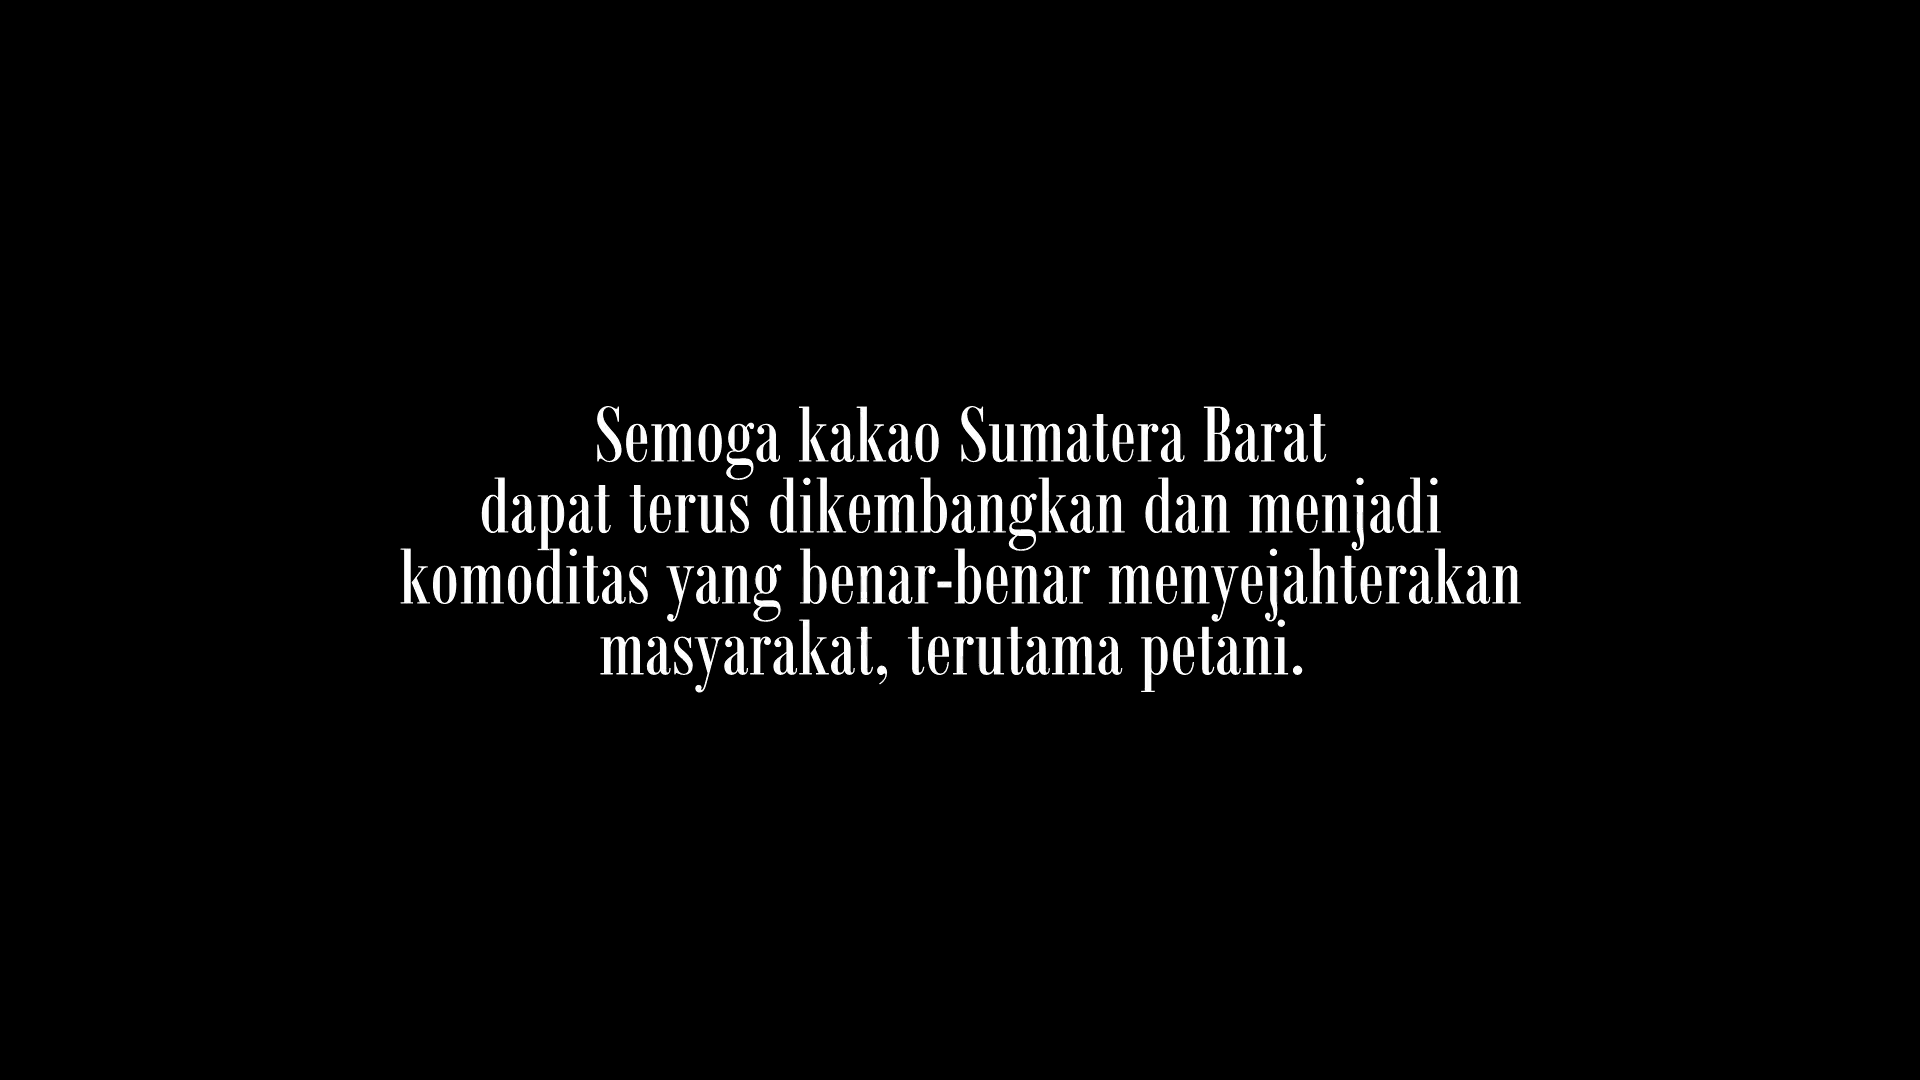 Semoga kakao Sumatera Barat
dapat terus dikembangkan dan menjadi
komoditas yang benar-benar menyejahterakan
masyarakat, terutama petani.